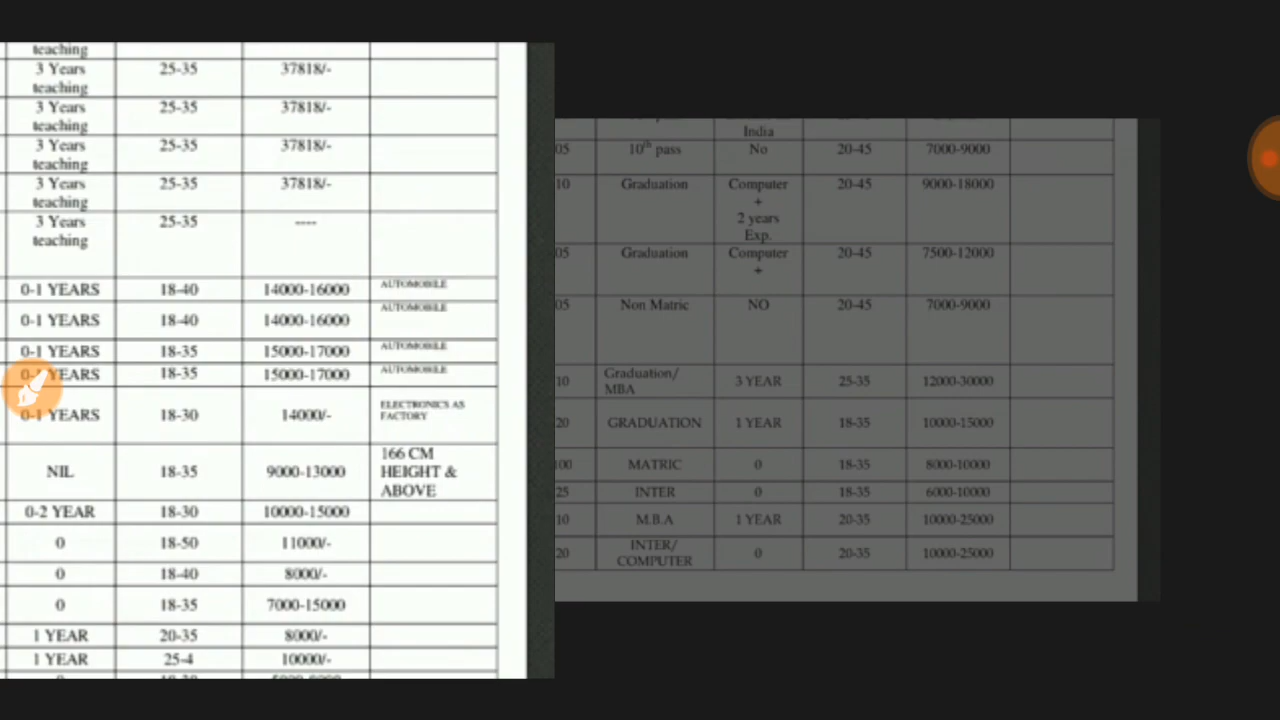 teaching
3 Years 25-35 37818/-
teaching
3 Years 25-35 37818/-
teaching
3 Years 25-35 37818/-
teaching
3 Years 25-35 37818/-
teaching
3 Years 25-35 ----
teaching
0-1 YEARS 18-40 14000-16000 AUTOMOBILE
0-1 YEARS 18-40 14000-16000 AUTOMOBILE
0-1 YEARS 18-35 15000-17000 AUTOMOBILE
0-1 YEARS 18-35 15000-17000 AUTOMOBILE
0-1 YEARS 18-30 14000/- ELECTRONICS AS
FACTORY
NIL 18-35 9000-13000 166 CM
HEIGHT &
ABOVE
0-2 YEAR 18-30 10000-15000
0 18-50 11000/-
0 18-40 8000/-
0 18-35 7000-15000
1 YEAR 20-35 8000/-
1 YEAR 25-4 10000/-
India
05 10th pass No 20-45 7000-9000
10 Graduation Computer 20-45 9000-18000
+
2 years
Exp.
05 Graduation Computer 20-45 7500-12000
+
05 Non Matric NO 20-45 7000-9000
10 Graduation/ 3 YEAR 25-35 12000-30000
MBA
20 GRADUATION 1 YEAR 18-35 10000-15000
100 MATRIC 0 18-35 8000-10000
25 INTER 0 18-35 6000-10000
10 M.B.A 1 YEAR 20-35 10000-25000
20 INTER/ 0 20-35 10000-25000
COMPUTER